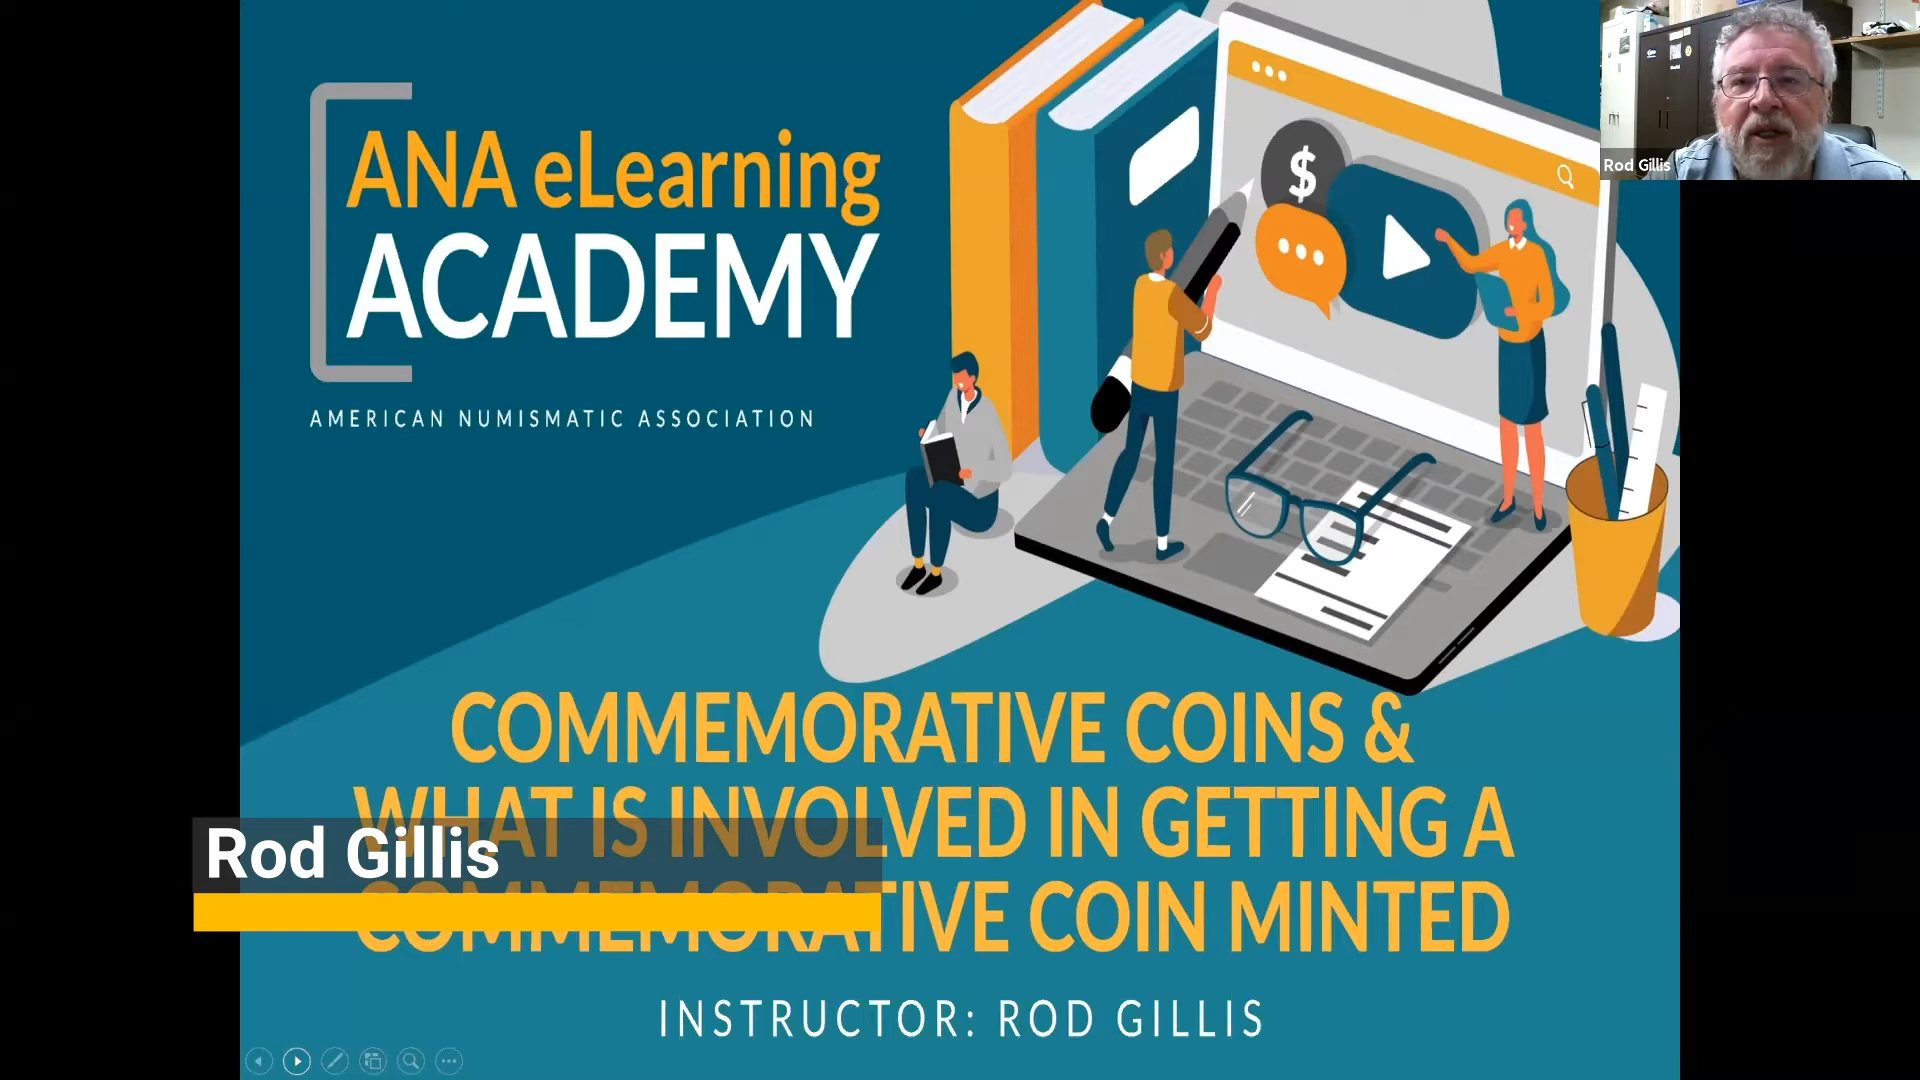 ANA eLearning
ACADEMY
AMERICAN NUMISMATIC ASSOCIATION
$
Rod Gillis
COMMEMORATIVE COINS &
WHAT IS INVOLVED IN GETTING A
COMMEMORATIVE COIN MINTED
Rod Gillis
INSTRUCTOR: ROD GILLIS